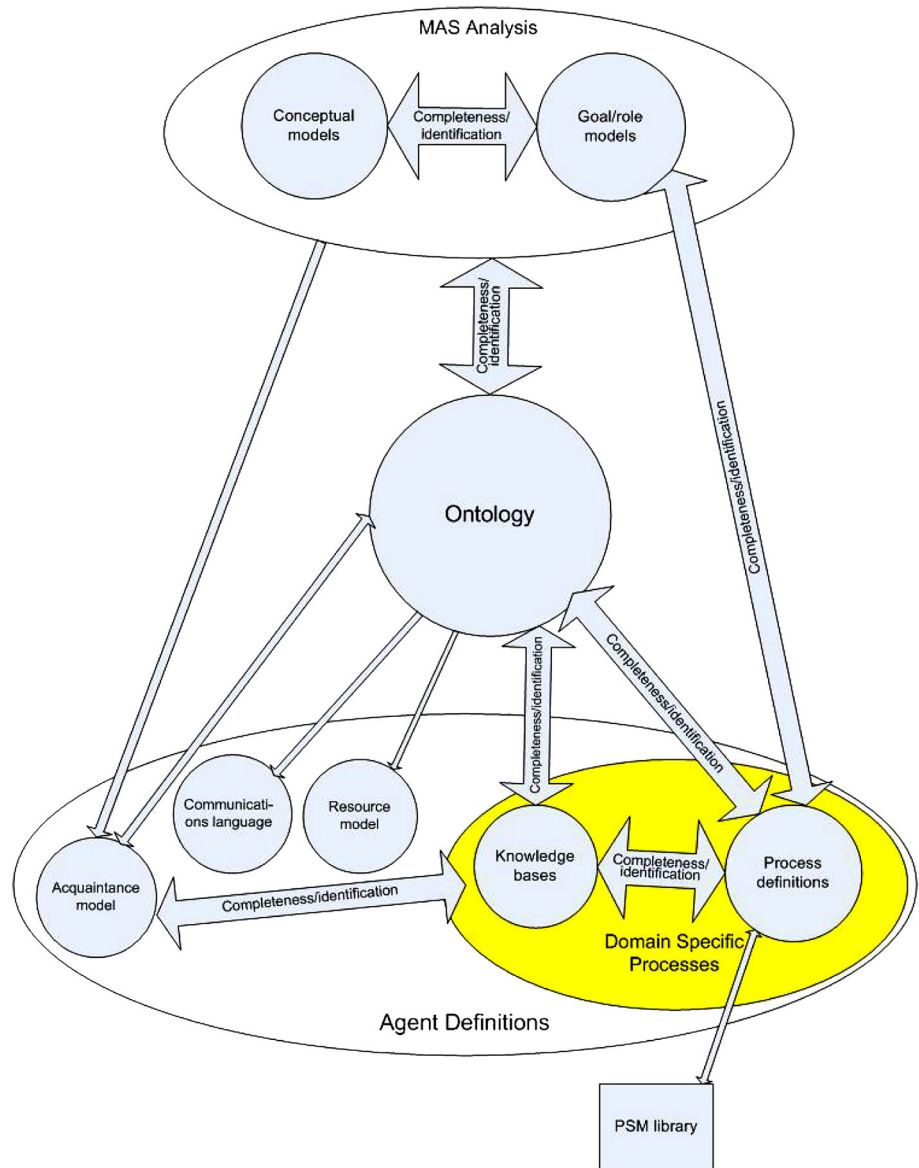 MAS Analysis
Conceptual
models
Completeness/
identification
Goal/role
models
Completeness/
identification
Completeness/identification
Ontology
Completeness/identification
Completeness/identification
Communicati-
ons language
Resource
model
Acquaintance
model
Completeness/identification
Knowledge
bases
Completeness/
identification
Process
definitions
Domain Specific
Processes
Agent Definitions
PSM library